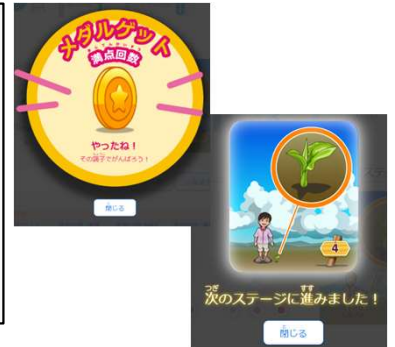 メダルゲット
満点回数
やったね！
その調子でがんばろう！
閉じる
4
次のステージに進みました！
閉じる